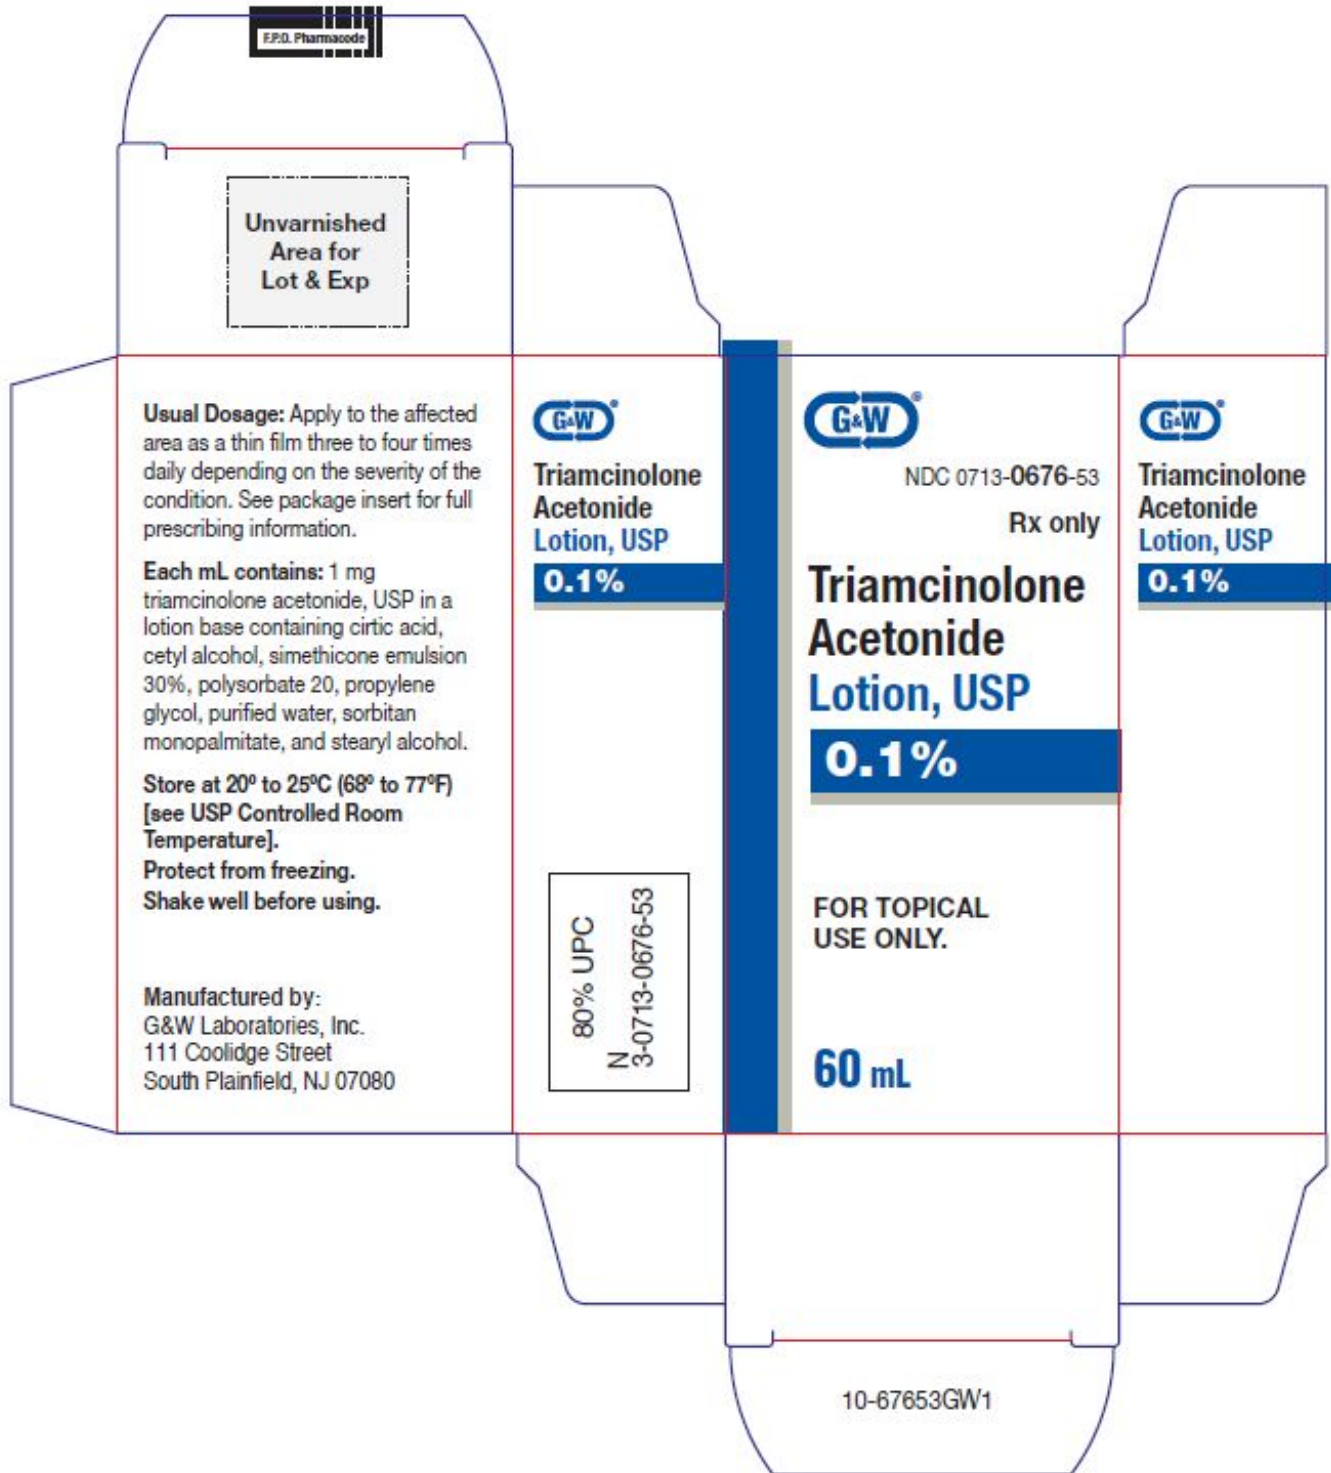 F.P.O. Pharmacode
Unvarnished
Area for
Lot & Exp
Usual Dosage: Apply to the affected
area as a thin film three to four times
daily depending on the severity of the
condition. See package insert for full
prescribing information.
Each mL contains: 1 mg
triamcinolone acetonide, USP in a
lotion base containing cirtic acid,
cetyl alcohol, simethicone emulsion
30%, polysorbate 20, propylene
glycol, purified water, sorbitan
monopalmitate, and stearyl alcohol.
Store at 20º to 25ºC (68º to 77ºF)
[see USP Controlled Room
Temperature].
Protect from freezing.
Shake well before using.
Manufactured by:
G&W Laboratories, Inc.
111 Coolidge Street
South Plainfield, NJ 07080
G&W®
Triamcinolone
Acetonide
Lotion, USP
0.1%
80% UPC
N
3-0713-0676-53
G&W®
NDC 0713-0676-53
Rx only
Triamcinolone
Acetonide
Lotion, USP
0.1%
FOR TOPICAL
USE ONLY.
60 mL
G&W®
Triamcinolone
Acetonide
Lotion, USP
0.1%
10-67653GW1